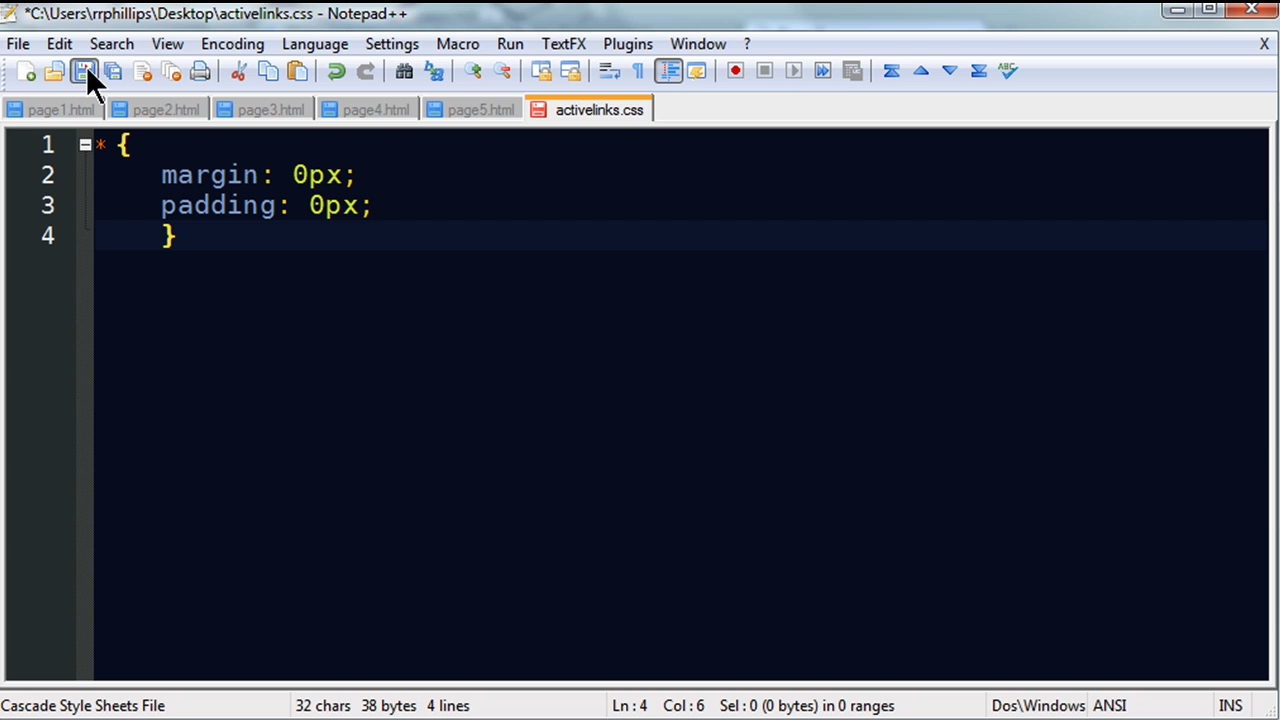 *C:\Users\rrphillips\Desktop\activelinks.css - Notepad++
File Edit Search View Encoding Language Settings Macro Run TextFX Plugins Window ? X
page1.html page2.html page3.html page4.html page5.html activelinks.css
1 * {
2 margin: 0px;
3 padding: 0px;
4 }
Cascade Style Sheets File 32 chars 38 bytes 4 lines Ln : 4 Col : 6 Sel : 0 (0 bytes) in 0 ranges Dos\Windows ANSI INS